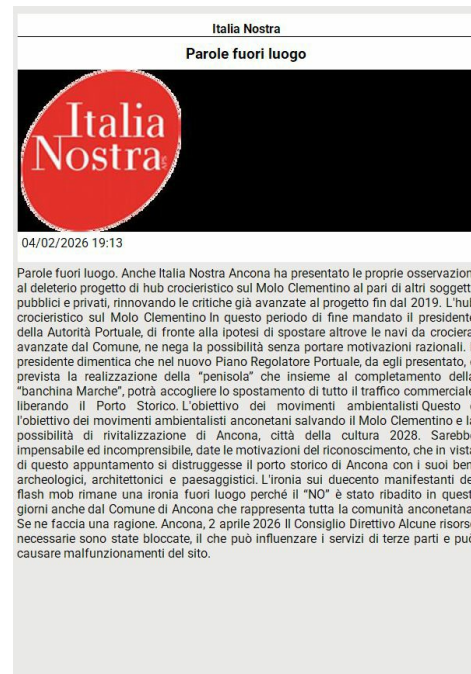 Italia Nostra
Parole fuori luogo
Italia
Nostra
APS
04/02/2026 19:13
Parole fuori luogo. Anche Italia Nostra Ancona ha presentato le proprie osservazion
al deleterio progetto di hub crocieristico sul Molo Clementino al pari di altri soggett
pubblici e privati, rinnovando le critiche già avanzate al progetto fin dal 2019. L'hub
crocieristico sul Molo Clementino In questo periodo di fine mandato il presidente
della Autorità Portuale, di fronte alla ipotesi di spostare altrove le navi da crociera
avanzate dal Comune, ne nega la possibilità senza portare motivazioni razionali. I
presidente dimentica che nel nuovo Piano Regolatore Portuale, da egli presentato, è
prevista la realizzazione della “penisola” che insieme al completamento della
“banchina Marche”, potrà accogliere lo spostamento di tutto il traffico commerciale
liberando il Porto Storico. L'obiettivo dei movimenti ambientalisti Questo è
l'obiettivo dei movimenti ambientalisti anconetani salvando il Molo Clementino e la
possibilità di rivitalizzazione di Ancona, città della cultura 2028. Sarebbe
impensabile ed incomprensibile, date le motivazioni del riconoscimento, che in vista
di questo appuntamento si distruggesse il porto storico di Ancona con i suoi beni
archeologici, architettonici e paesaggistici. L'ironia sui duecento manifestanti del
flash mob rimane una ironia fuori luogo perché il “NO” è stato ribadito in questi
giorni anche dal Comune di Ancona che rappresenta tutta la comunità anconetana.
Se ne faccia una ragione. Ancona, 2 aprile 2026 Il Consiglio Direttivo Alcune risorse
necessarie sono state bloccate, il che può influenzare i servizi di terze parti e può
causare malfunzionamenti del sito.